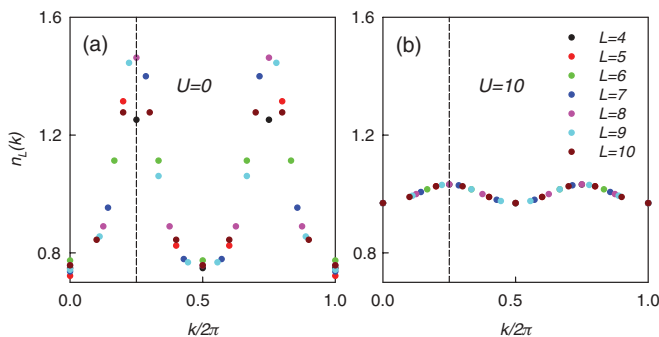 1.6
1.2
0.8
n_L(k)
(a)
U=0
0.0
0.5
1.0
k/2π
1.6
1.2
0.8
(b)
U=10
L=4
L=5
L=6
L=7
L=8
L=9
L=10
0.0
0.5
1.0
k/2π